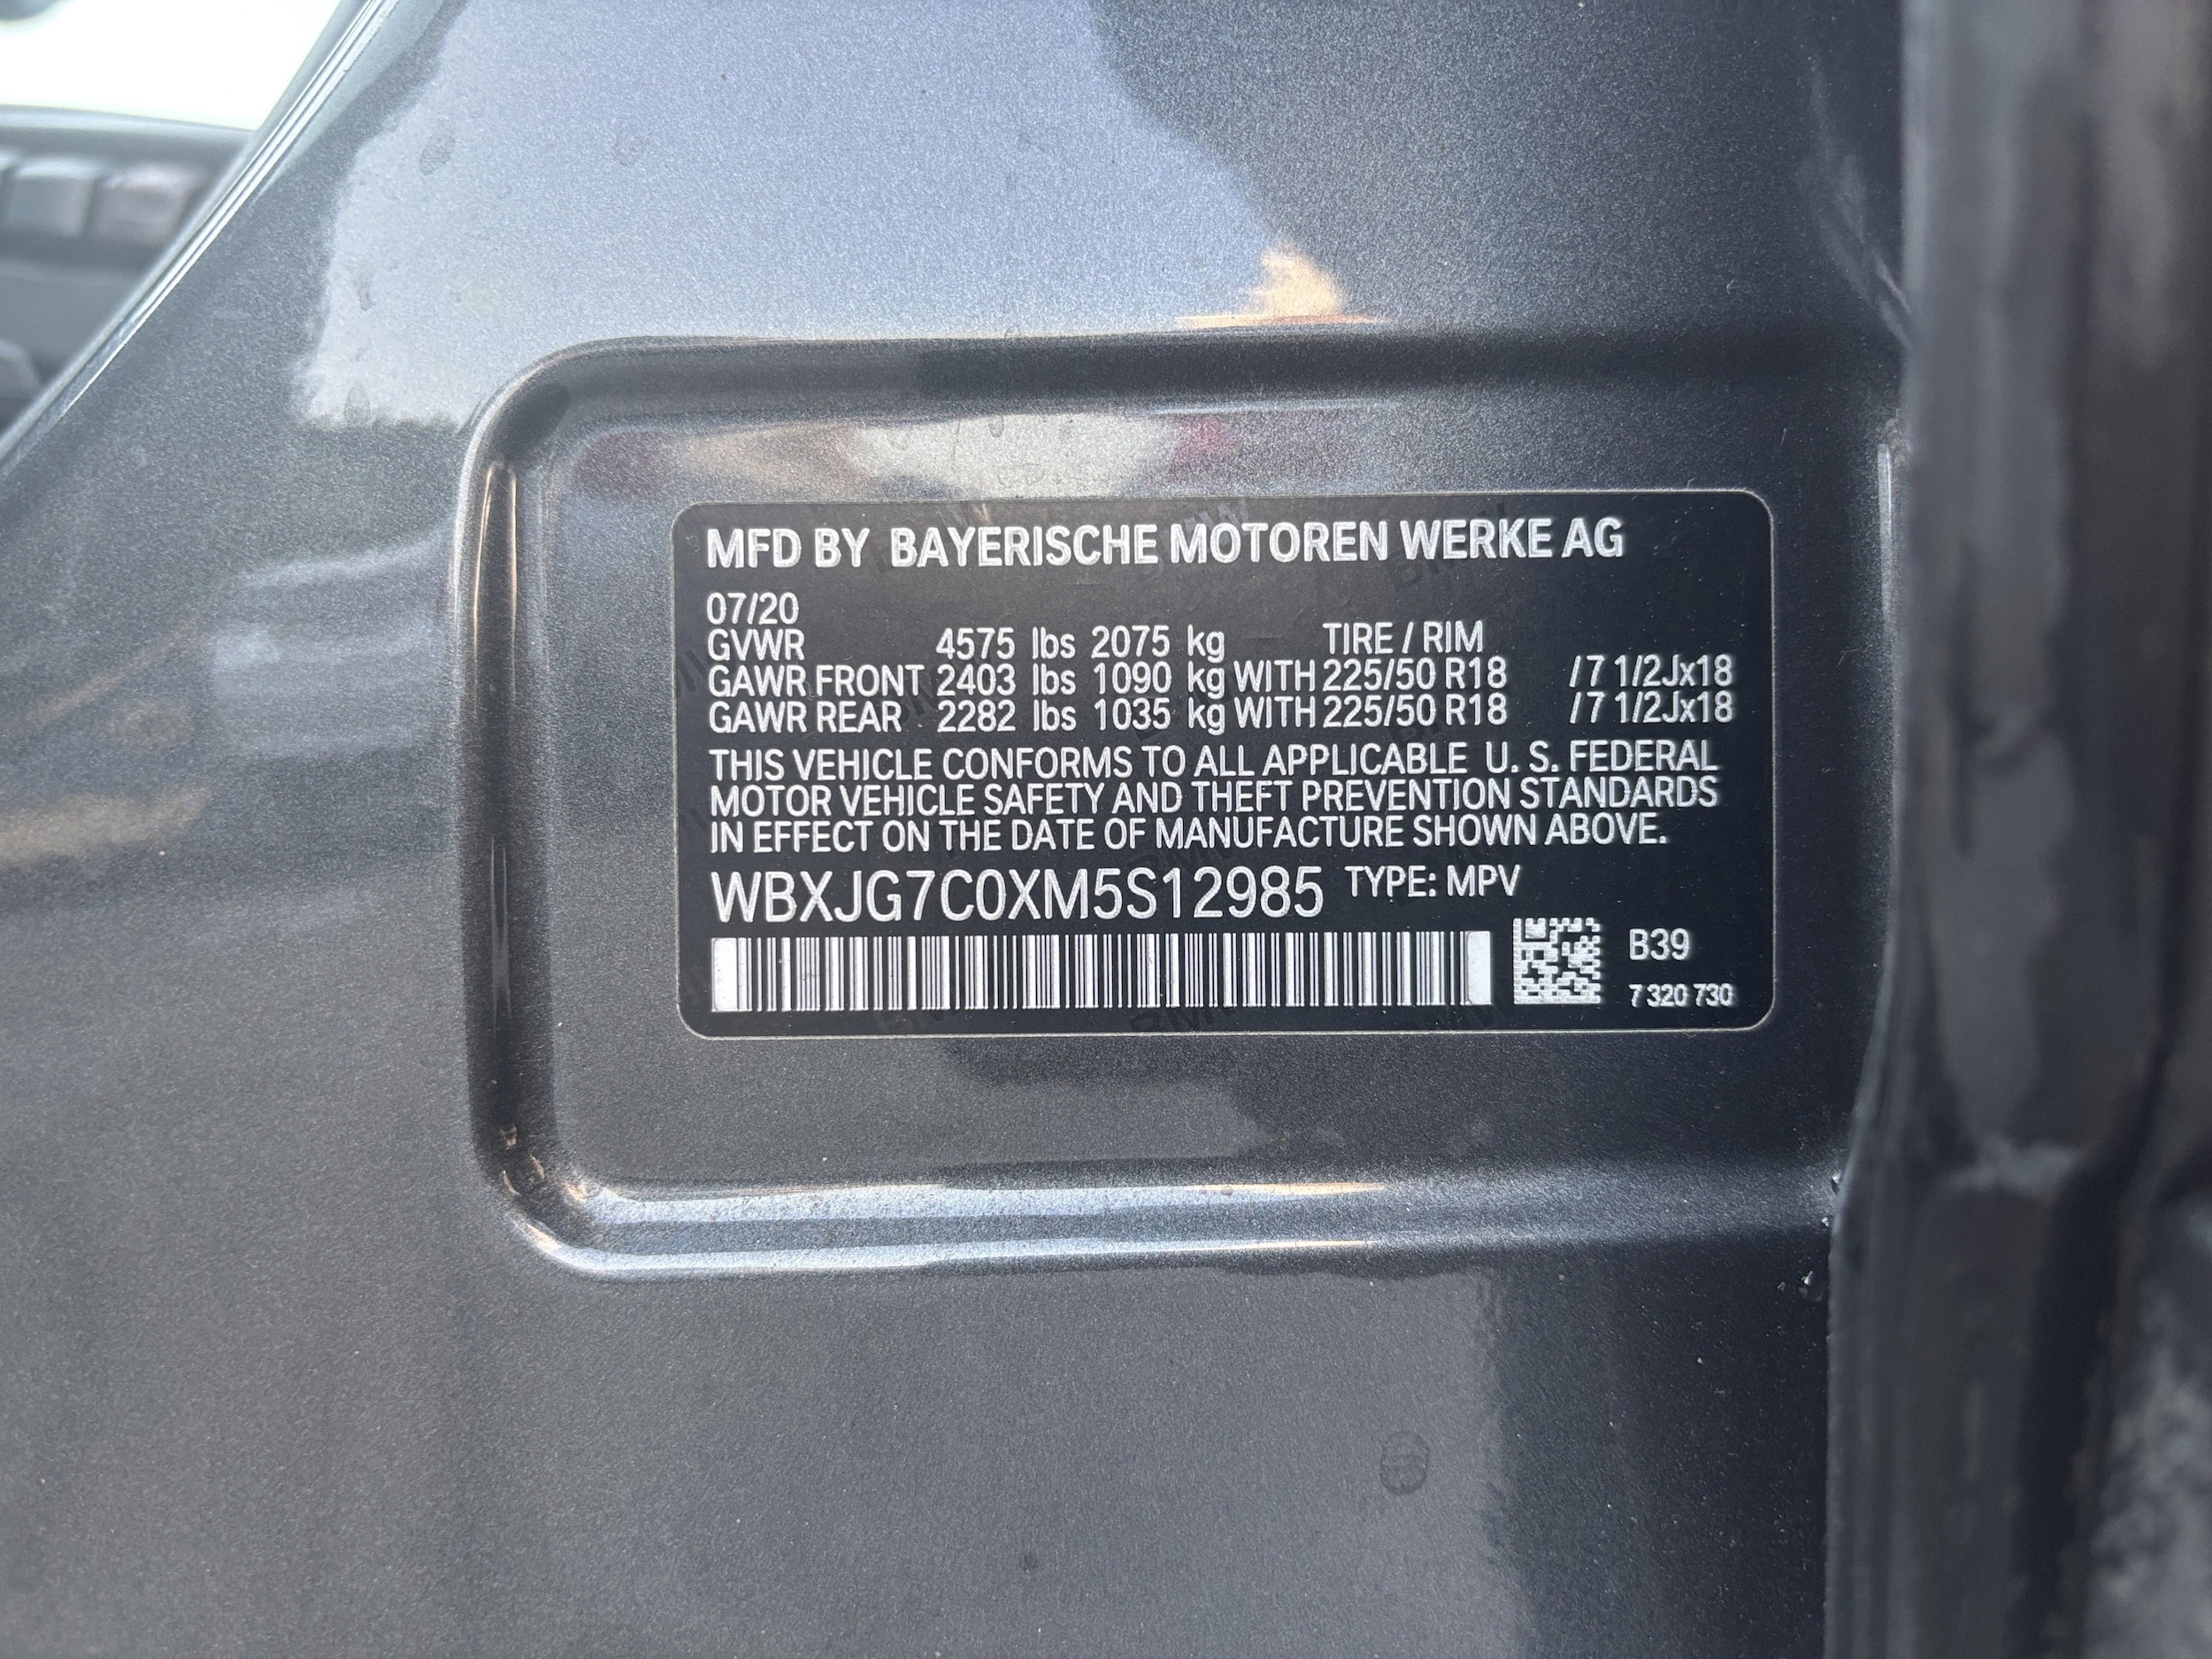 MFD BY BAYERISCHE MOTOREN WERKE AG
07/20
GVWR 4575 lbs 2075 kg TIRE / RIM
GAWR FRONT 2403 lbs 1090 kg WITH 225/50 R18 /7 1/2Jx18
GAWR REAR 2282 lbs 1035 kg WITH 225/50 R18 /7 1/2Jx18
THIS VEHICLE CONFORMS TO ALL APPLICABLE U. S. FEDERAL
MOTOR VEHICLE SAFETY AND THEFT PREVENTION STANDARDS
IN EFFECT ON THE DATE OF MANUFACTURE SHOWN ABOVE.
WBXJG7C0XM5S12985 TYPE: MPV
B39
7 320 730